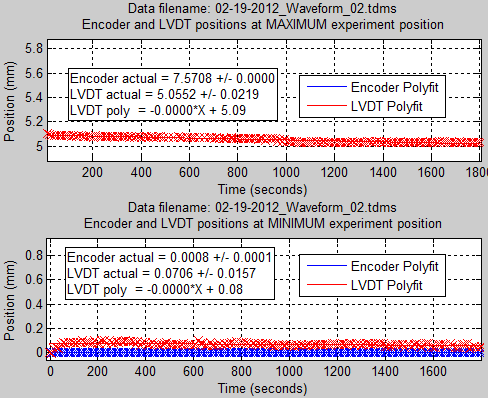 Data filename: 02-19-2012_Waveform_02.tdms
Encoder and LVDT positions at MAXIMUM experiment position
5.8
5.6
5.4
5.2
5
Position (mm)
Encoder actual = 7.5708 +/- 0.0000
LVDT actual = 5.0552 +/- 0.0219
LVDT poly = -0.0000*X + 5.09
Encoder Polyfit
LVDT Polyfit
200 400 600 800 1000 1200 1400 1600 1800
Time (seconds)
Data filename: 02-19-2012_Waveform_02.tdms
Encoder and LVDT positions at MINIMUM experiment position
0.8
0.6
0.4
0.2
0
Position (mm)
Encoder actual = 0.0008 +/- 0.0001
LVDT actual = 0.0706 +/- 0.0157
LVDT poly = -0.0000*X + 0.08
Encoder Polyfit
LVDT Polyfit
0 200 400 600 800 1000 1200 1400 1600
Time (seconds)